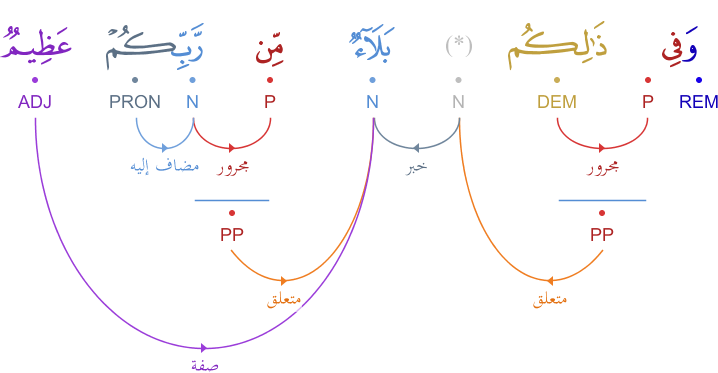 وَفِي ذَٰلِكُم (*) بَلَآءٌ مِّن رَّبِّكُمْ عَظِيمٌ
REM P DEM N N P N PRON ADJ
مجرور خبر مجرور مضاف إليه
PP PP
متعلق متعلق
صفة